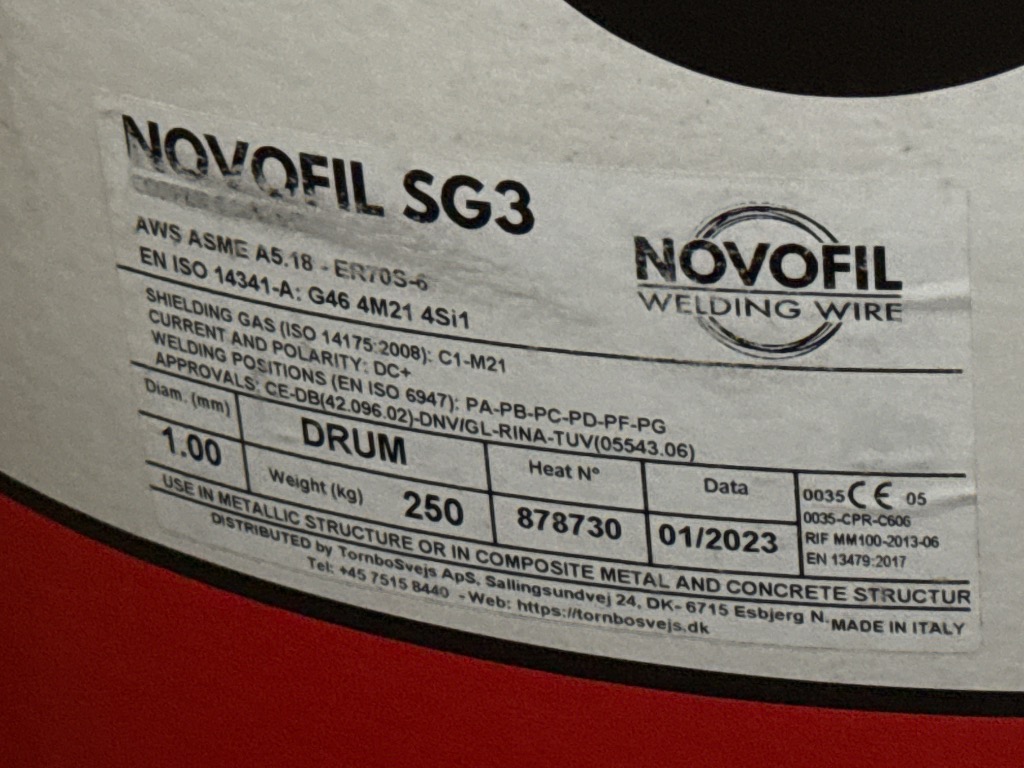 NOVOFIL SG3
AWS ASME A5.18 - ER70S-6
EN ISO 14341-A: G46 4M21 4Si1
NOVOFIL
WELDING WIRE
SHIELDING GAS (ISO 14175:2008): C1-M21
CURRENT AND POLARITY: DC+
WELDING POSITIONS (EN ISO 6947): PA-PB-PC-PD-PF-PG
APPROVALS: CE-DB(42.096.02)-DNV/GL-RINA-TUV(05543.06)
Diam. (mm) DRUM Heat N° Data
1.00 Weight (kg) 250 878730 01/2023
0035 CE 05
0035-CPR-C606
RIF MM100-2013-06
EN 13479:2017
USE IN METALLIC STRUCTURE OR IN COMPOSITE METAL AND CONCRETE STRUCTUR
DISTRIBUTED by TornboSvejs ApS, Sallingsundvej 24, DK- 6715 Esbjerg N.
Tel: +45 7515 8440 - Web: https://tornbosvejs.dk
MADE IN ITALY